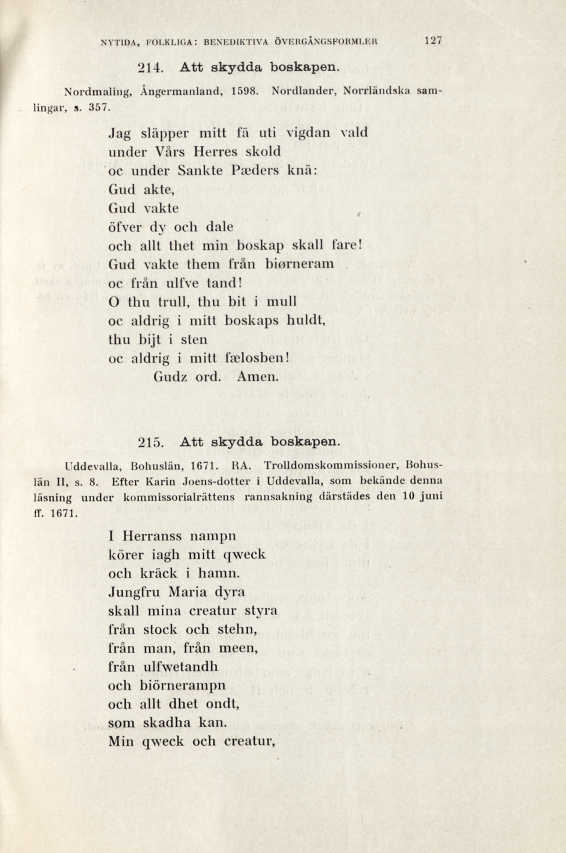 NYTIDA, FOLKLIGA: BENEDIKTIVA ÖVERGÅNGSFORMLER 127
214. Att skydda boskapen.
Nordmaling, Ångermanland, 1598. Nordlander, Norrländska sam-
lingar, s. 357.
Jag släpper mitt fä uti vigdan vald
under Vårs Herres skold
oc under Sankte Pæders knä:
Gud akte,
Gud vakte
öfver dy och dale
och allt thet min boskap skall fare!
Gud vakte them från biørneram
oc från ulfve tand!
O thu trull, thu bit i mull
oc aldrig i mitt boskaps huldt,
thu bijt i sten
oc aldrig i mitt fælosben!
Gudz ord. Amen.
215. Att skydda boskapen.
Uddevalla, Bohuslän, 1671. RA. Trolldomskommissioner, Bohus-
län II, s. 8. Efter Karin Joens-dotter i Uddevalla, som bekände denna
läsning under kommissorialrättens rannsakning därstädes den 10 juni
ff. 1671.
I Herranss nampn
körer iagh mitt qweck
och kräck i hamn.
Jungfru Maria dyra
skall mina creatur styra
från stock och stehn,
från man, från meen,
från ulfwetandh
och biörnerampn
och allt dhet ondt,
som skadha kan.
Min qweck och creatur,